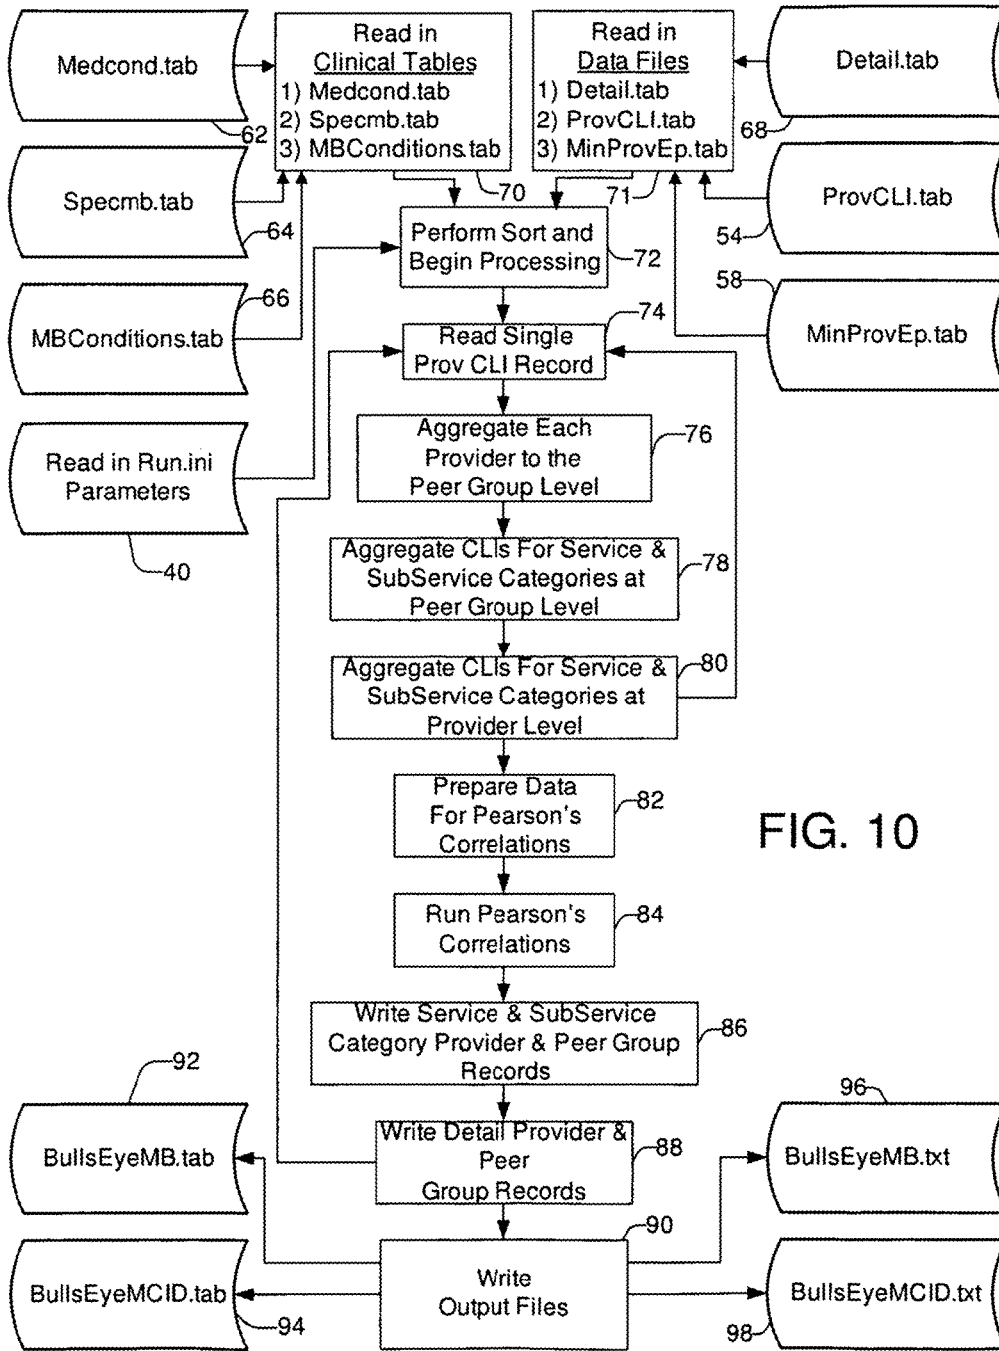 Medcond.tab
62
Read in
Clinical Tables
1) Medcond.tab
2) Specmb.tab
3) MBConditions.tab
70
Read in
Data Files
1) Detail.tab
2) ProvCLI.tab
3) MinProvEp.tab
71
Detail.tab
68
Specmb.tab
64
ProvCLI.tab
54
Perform Sort and
Begin Processing
72
MBConditions.tab
66
MinProvEp.tab
58
Read Single
Prov CLI Record
74
Read in Run.ini
Parameters
40
Aggregate Each
Provider to the
Peer Group Level
76
Aggregate CLIs For Service &
SubService Categories at
Peer Group Level
78
Aggregate CLIs For Service &
SubService Categories at
Provider Level
80
Prepare Data
For Pearson's
Correlations
82
FIG. 10
Run Pearson's
Correlations
84
Write Service & SubService
Category Provider & Peer Group
Records
86
92
BullsEyeMB.tab
96
BullsEyeMB.txt
Write Detail Provider &
Peer
Group Records
88
90
Write
Output Files
BullsEyeMCID.tab
94
BullsEyeMCID.txt
98